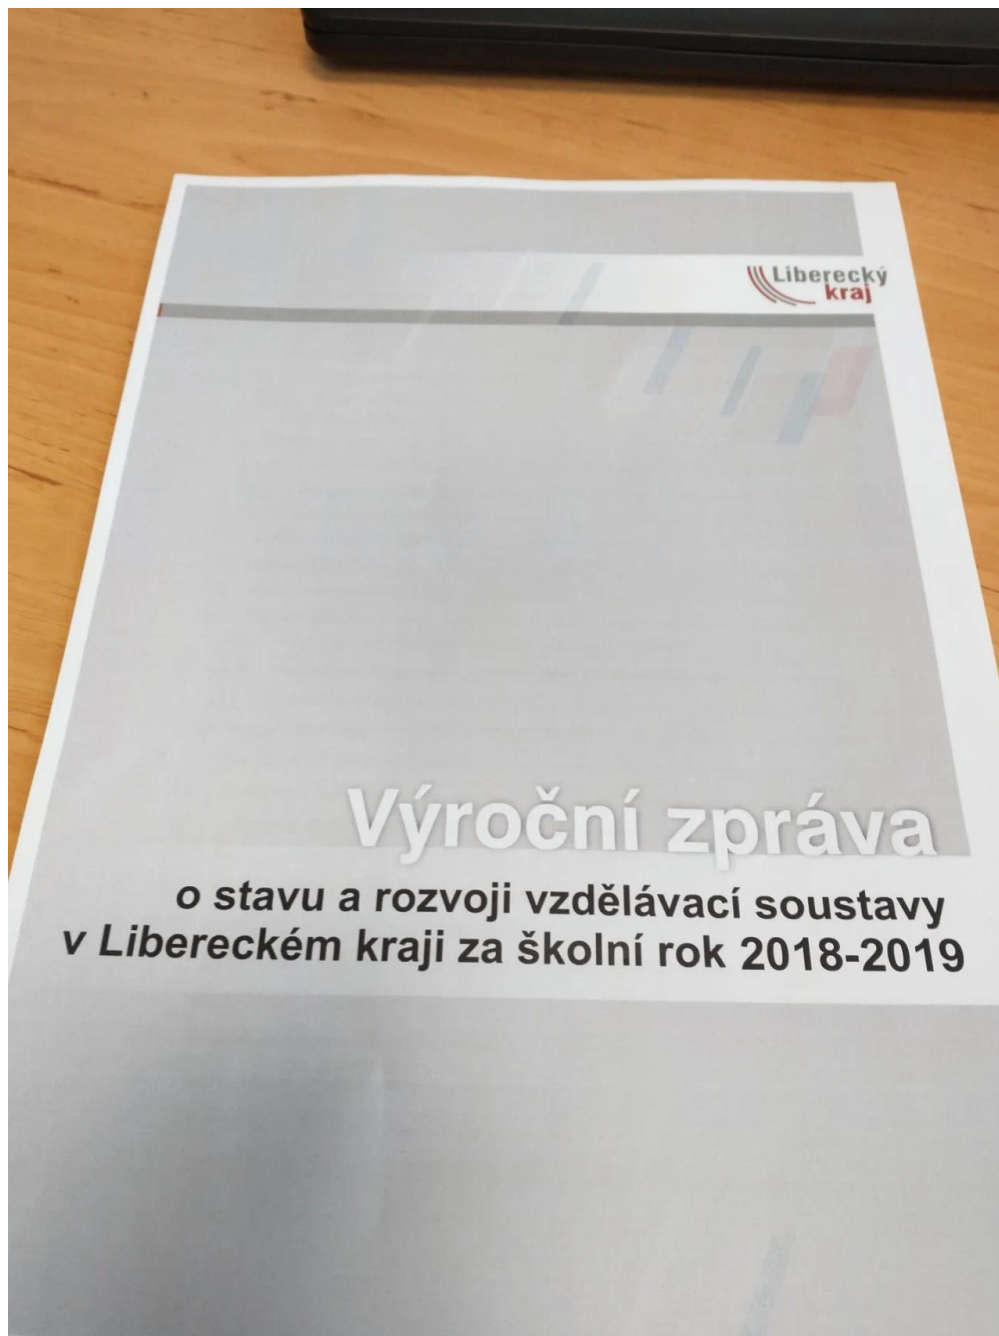 Liberecký
kraj
Výroční zpráva
o stavu a rozvoji vzdělávací soustavy
v Libereckém kraji za školní rok 2018-2019